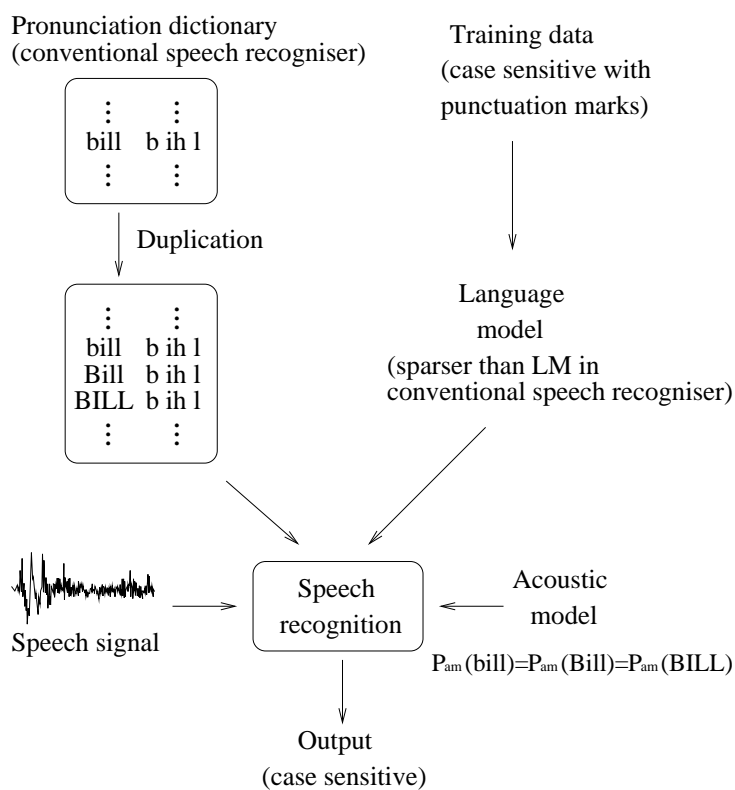 Pronunciation dictionary
(conventional speech recogniser)
bill b ih l
Duplication
bill b ih l
Bill b ih l
BILL b ih l
Training data
(case sensitive with
punctuation marks)
Language
model
(sparser than LM in
conventional speech recogniser)
Speech signal
Speech
recognition
Acoustic
model
Pam(bill)=Pam(Bill)=Pam(BILL)
Output
(case sensitive)